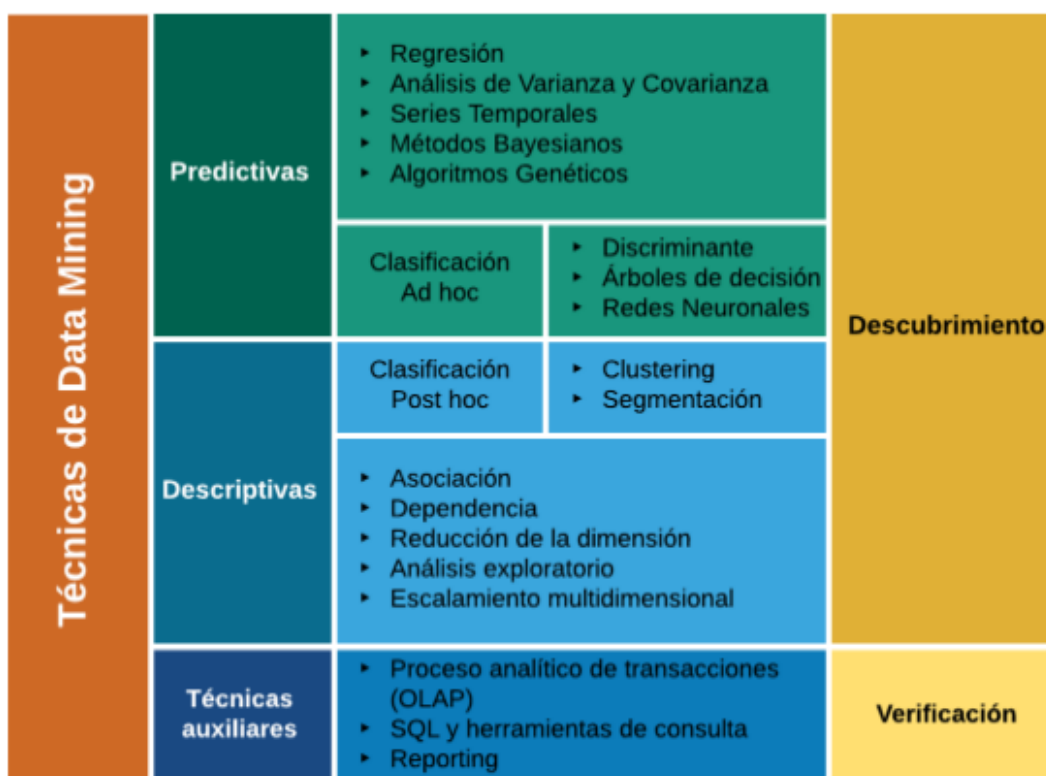 Técnicas de Data Mining
Predictivas
‣ Regresión
‣ Análisis de Varianza y Covarianza
‣ Series Temporales
‣ Métodos Bayesianos
‣ Algoritmos Genéticos
Clasificación
Ad hoc
‣ Discriminante
‣ Árboles de decisión
‣ Redes Neuronales
Descriptivas
Clasificación
Post hoc
‣ Clustering
‣ Segmentación
‣ Asociación
‣ Dependencia
‣ Reducción de la dimensión
‣ Análisis exploratorio
‣ Escalamiento multidimensional
Descubrimiento
Técnicas
auxiliares
‣ Proceso analítico de transacciones
(OLAP)
‣ SQL y herramientas de consulta
‣ Reporting
Verificación